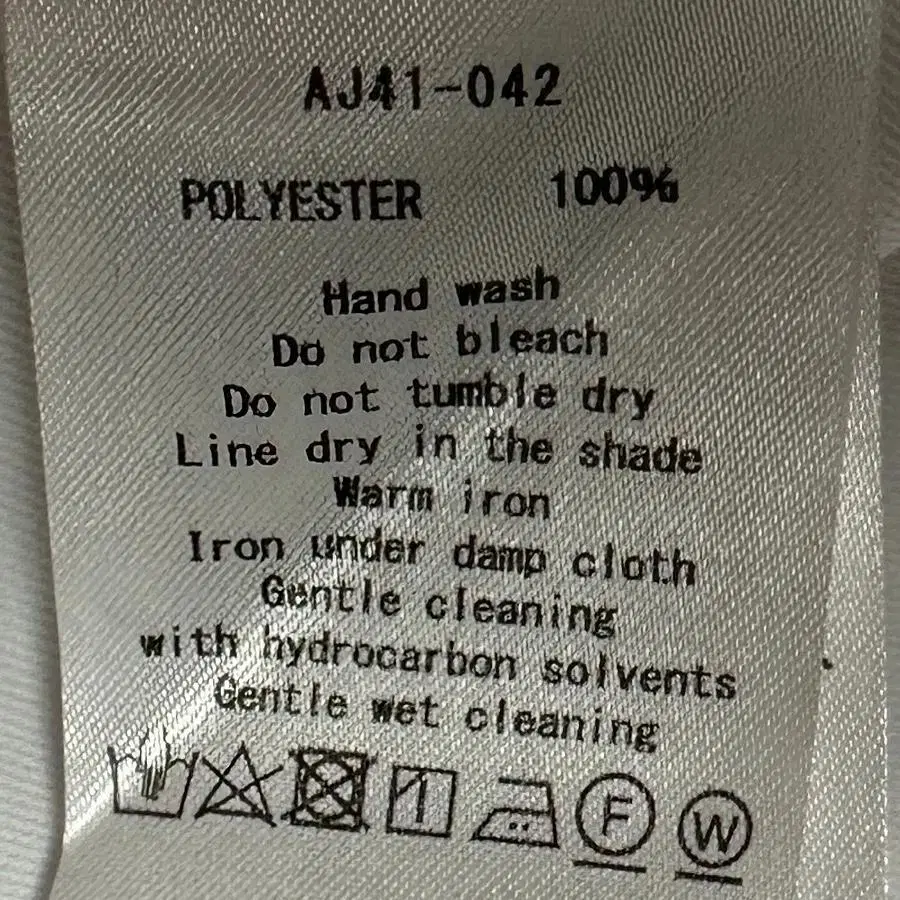 AJ41-042
POLYESTER 100%
Hand wash
Do not bleach
Do not tumble dry
Line dry in the shade
Warm iron
Iron under damp cloth
Gentle cleaning
with hydrocarbon solvents
Gentle wet cleaning
F W